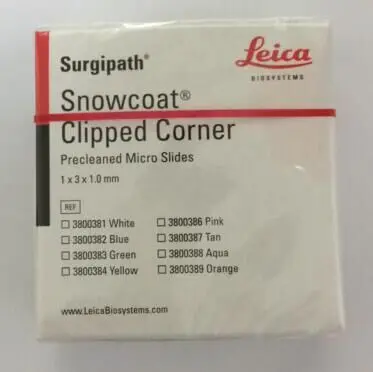 Surgipath®
Leica
BIOSYSTEMS
Snowcoat®
Clipped Corner
Precleaned Micro Slides
1 x 3 x 1.0 mm
REF
3800381 White
3800382 Blue
3800383 Green
3800384 Yellow
3800386 Pink
3800387 Tan
3800388 Aqua
3800389 Orange
www.LeicaBiosystems.com